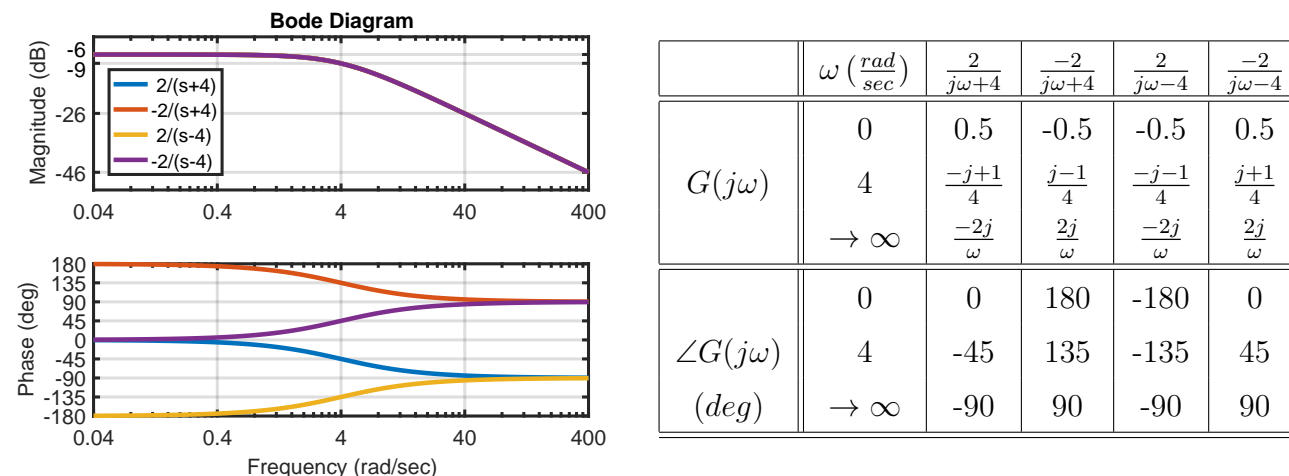 Bode Diagram
Magnitude (dB)
-6
-9
-26
-46
2/(s+4)
-2/(s+4)
2/(s-4)
-2/(s-4)
0.04 0.4 4 40 400
Phase (deg)
180
135
90
45
0
-45
-90
-135
-180
0.04 0.4 4 40 400
Frequency (rad/sec)
ω (rad/sec) 2/(jω+4) -2/(jω+4) 2/(jω−4) -2/(jω−4)
0 0.5 -0.5 -0.5 0.5
G(jω) 4 (-j+1)/4 (j-1)/4 (-j-1)/4 (j+1)/4
→ ∞ -2j/ω 2j/ω -2j/ω 2j/ω
0 0 180 -180 0
∠G(jω) 4 -45 135 -135 45
(deg) → ∞ -90 90 -90 90